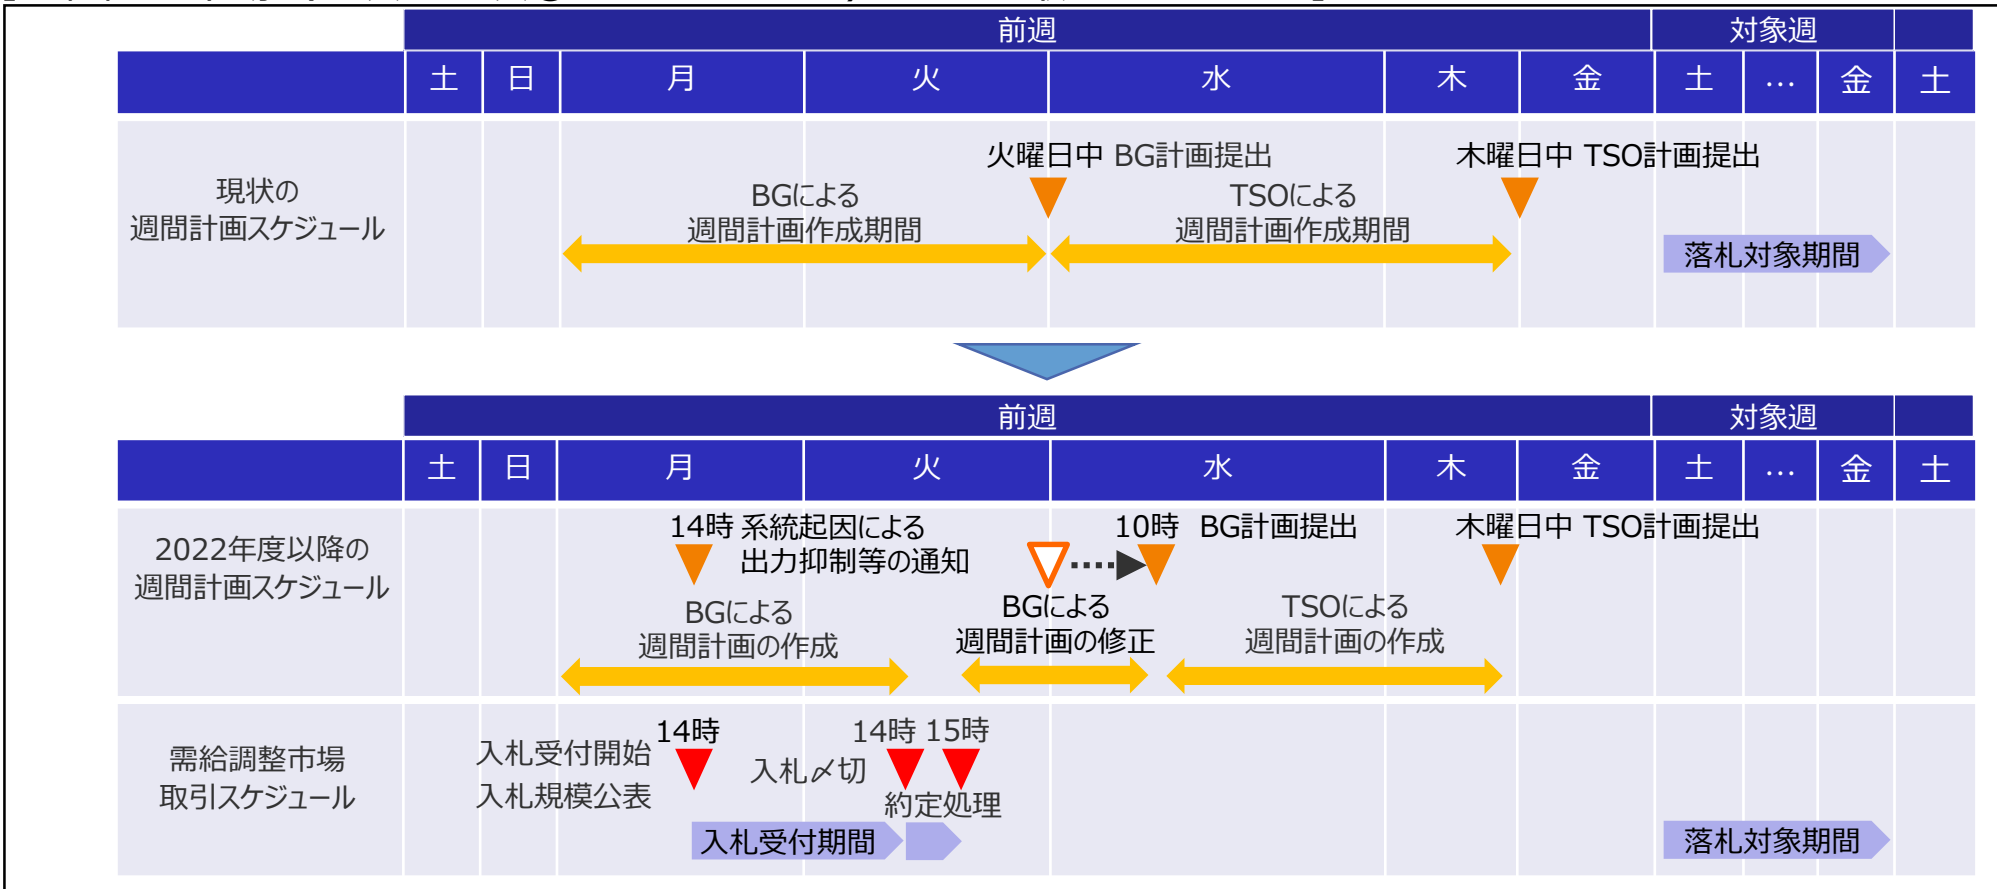 前週 対象週
土 日 月 火 水 木 金 土 … 金 土
火曜日中 BG計画提出
木曜日中 TSO計画提出
現状の
週間計画スケジュール
BGによる
週間計画作成期間
TSOによる
週間計画作成期間
落札対象期間
前週 対象週
土 日 月 火 水 木 金 土 … 金 土
2022年度以降の
週間計画スケジュール
14時 系統起因による
出力抑制等の通知
10時 BG計画提出
木曜日中 TSO計画提出
BGによる
週間計画の作成
BGによる
週間計画の修正
TSOによる
週間計画の作成
需給調整市場
取引スケジュール
入札受付開始
入札規模公表
14時
入札〆切
14時 15時
約定処理
入札受付期間
落札対象期間